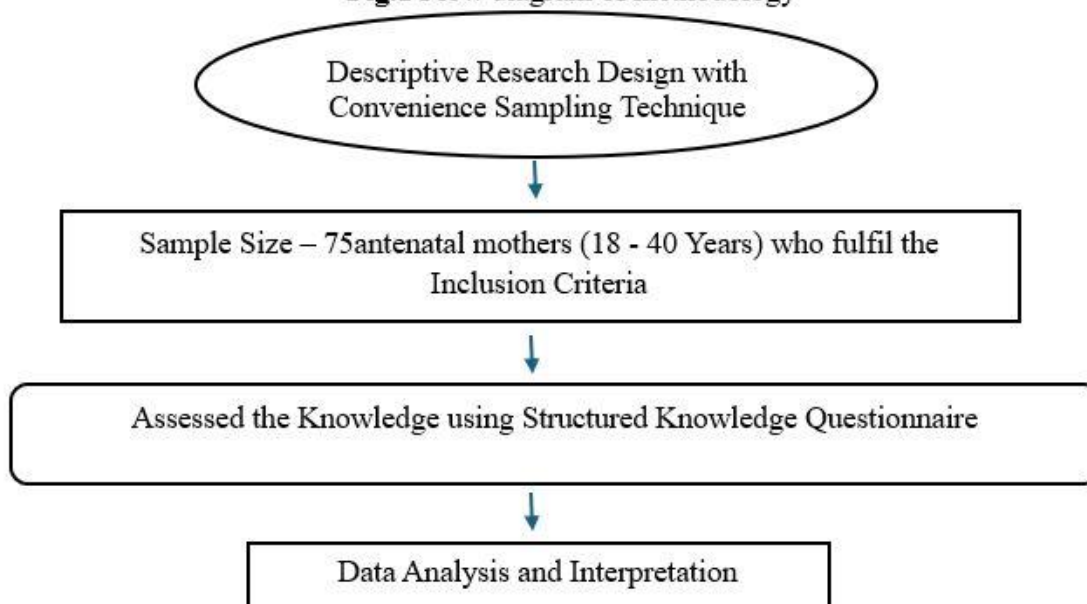 Descriptive Research Design with
Convenience Sampling Technique
Sample Size – 75antenatal mothers (18 - 40 Years) who fulfil the
Inclusion Criteria
Assessed the Knowledge using Structured Knowledge Questionnaire
Data Analysis and Interpretation